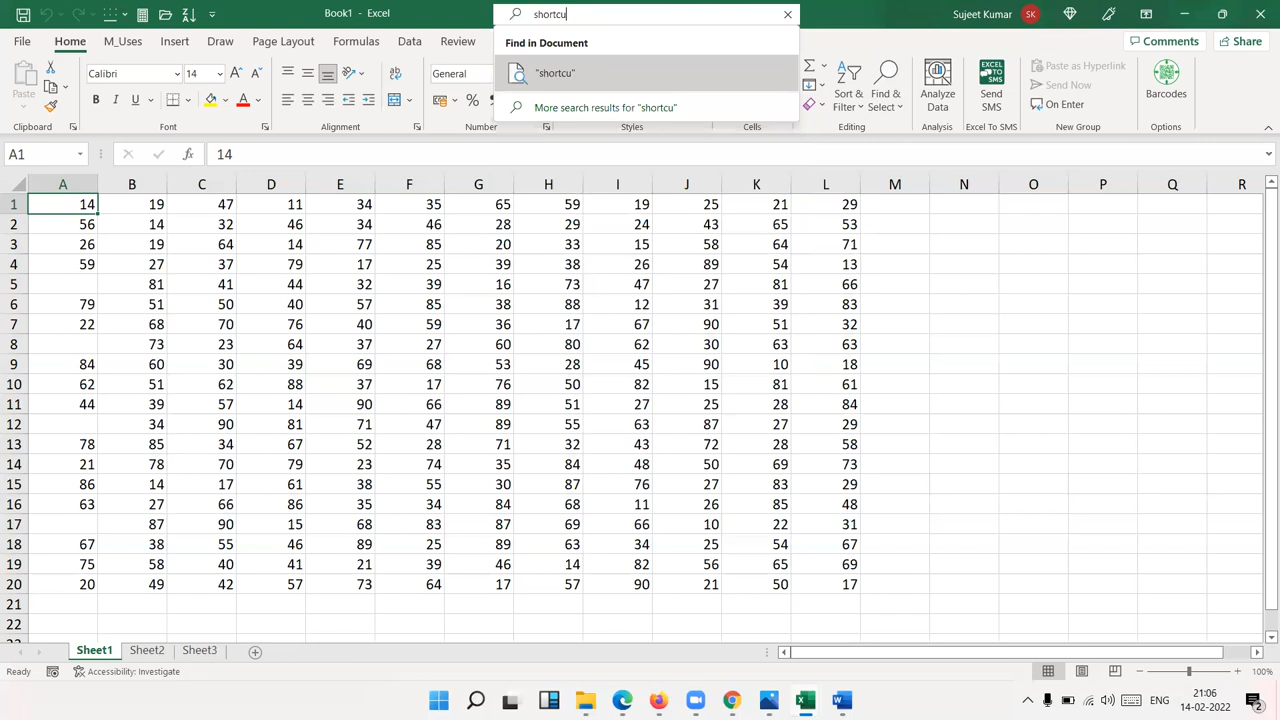 Book1 - Excel
shortcu
Sujeet Kumar
SK
Find in Document
"shortcu"
More search results for "shortcu"
File Home M_Uses Insert Draw Page Layout Formulas Data Review
Comments Share
Paste
Calibri 14
B I U
General
%
Sort & Filter
Find & Select
Analyze Data
EXCEL TO SMS
Send SMS
Paste as Hyperlink
Send Now
On Enter
Barcodes
Clipboard Font Alignment Number Styles Cells Editing Analysis Excel To SMS New Group Options
A1 fx 14
A B C D E F G H I J K L M N O P Q R
1 14 19 47 11 34 35 65 59 19 25 21 29
2 56 14 32 46 34 46 28 29 24 43 65 53
3 26 19 64 14 77 85 20 33 15 58 64 71
4 59 27 37 79 17 25 39 38 26 89 54 13
5 81 41 44 32 39 16 73 47 27 81 66
6 79 51 50 40 57 85 38 88 12 31 39 83
7 22 68 70 76 40 59 36 17 67 90 51 32
8 73 23 64 37 27 60 80 62 30 63 63
9 84 60 30 39 69 68 53 28 45 90 10 18
10 62 51 62 88 37 17 76 50 82 15 81 61
11 44 39 57 14 90 66 89 51 27 25 28 84
12 34 90 81 71 47 89 55 63 87 27 29
13 78 85 34 67 52 28 71 32 43 72 28 58
14 21 78 70 79 23 74 35 84 48 50 69 73
15 86 14 17 61 38 55 30 87 76 27 83 29
16 63 27 66 86 35 34 84 68 11 26 85 48
17 87 90 15 68 83 87 69 66 10 22 31
18 67 38 55 46 89 25 89 63 34 25 54 67
19 75 58 40 41 21 39 46 14 82 56 65 69
20 20 49 42 57 73 64 17 57 90 21 50 17
21
22
Sheet1 Sheet2 Sheet3
Ready Accessibility: Investigate 100%
ENG 21:06
14-02-2022
2